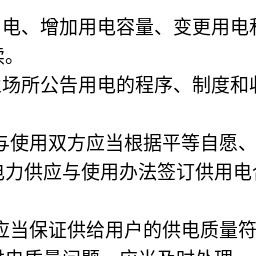 电、增加用电容量、变更用电
续。
场所公告用电的程序、制度和收
与使用双方应当根据平等自愿、
电力供应与使用办法签订供用电合
应当保证供给用户的供电质量符